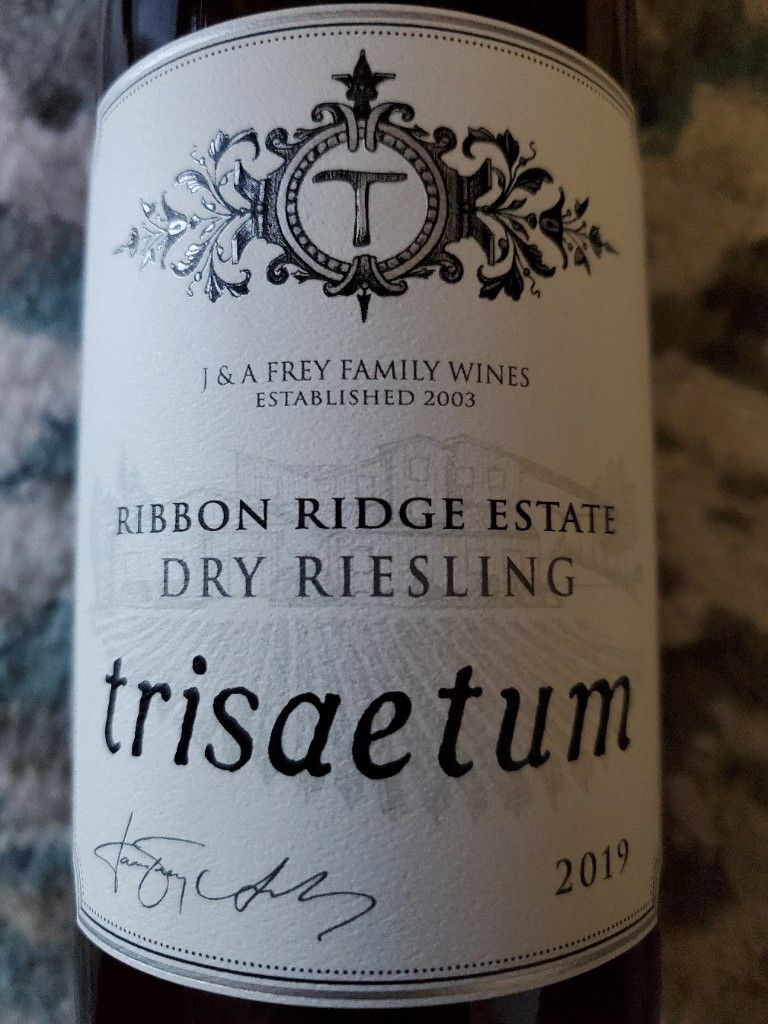 T
J & A FREY FAMILY WINES
ESTABLISHED 2003
RIBBON RIDGE ESTATE
DRY RIESLING
trisaetum
2019